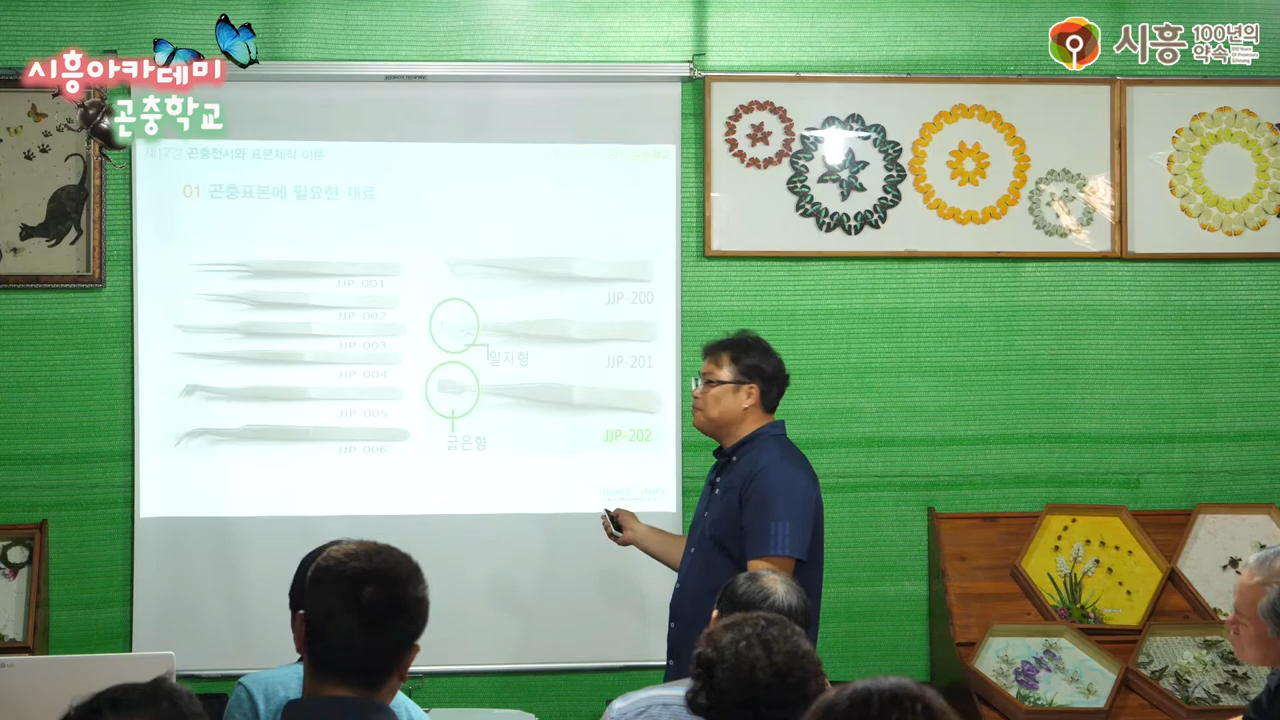 시흥아카데미
곤충학교
시흥
100년의
약속
곤충전시와 표본제작 이론
01 곤충표본에 필요한 재료
JJP-001
JJP-002
JJP-003
JJP-004
JJP-005
JJP-006
JJP-200
일자형
JJP-201
굽은형
JJP-202